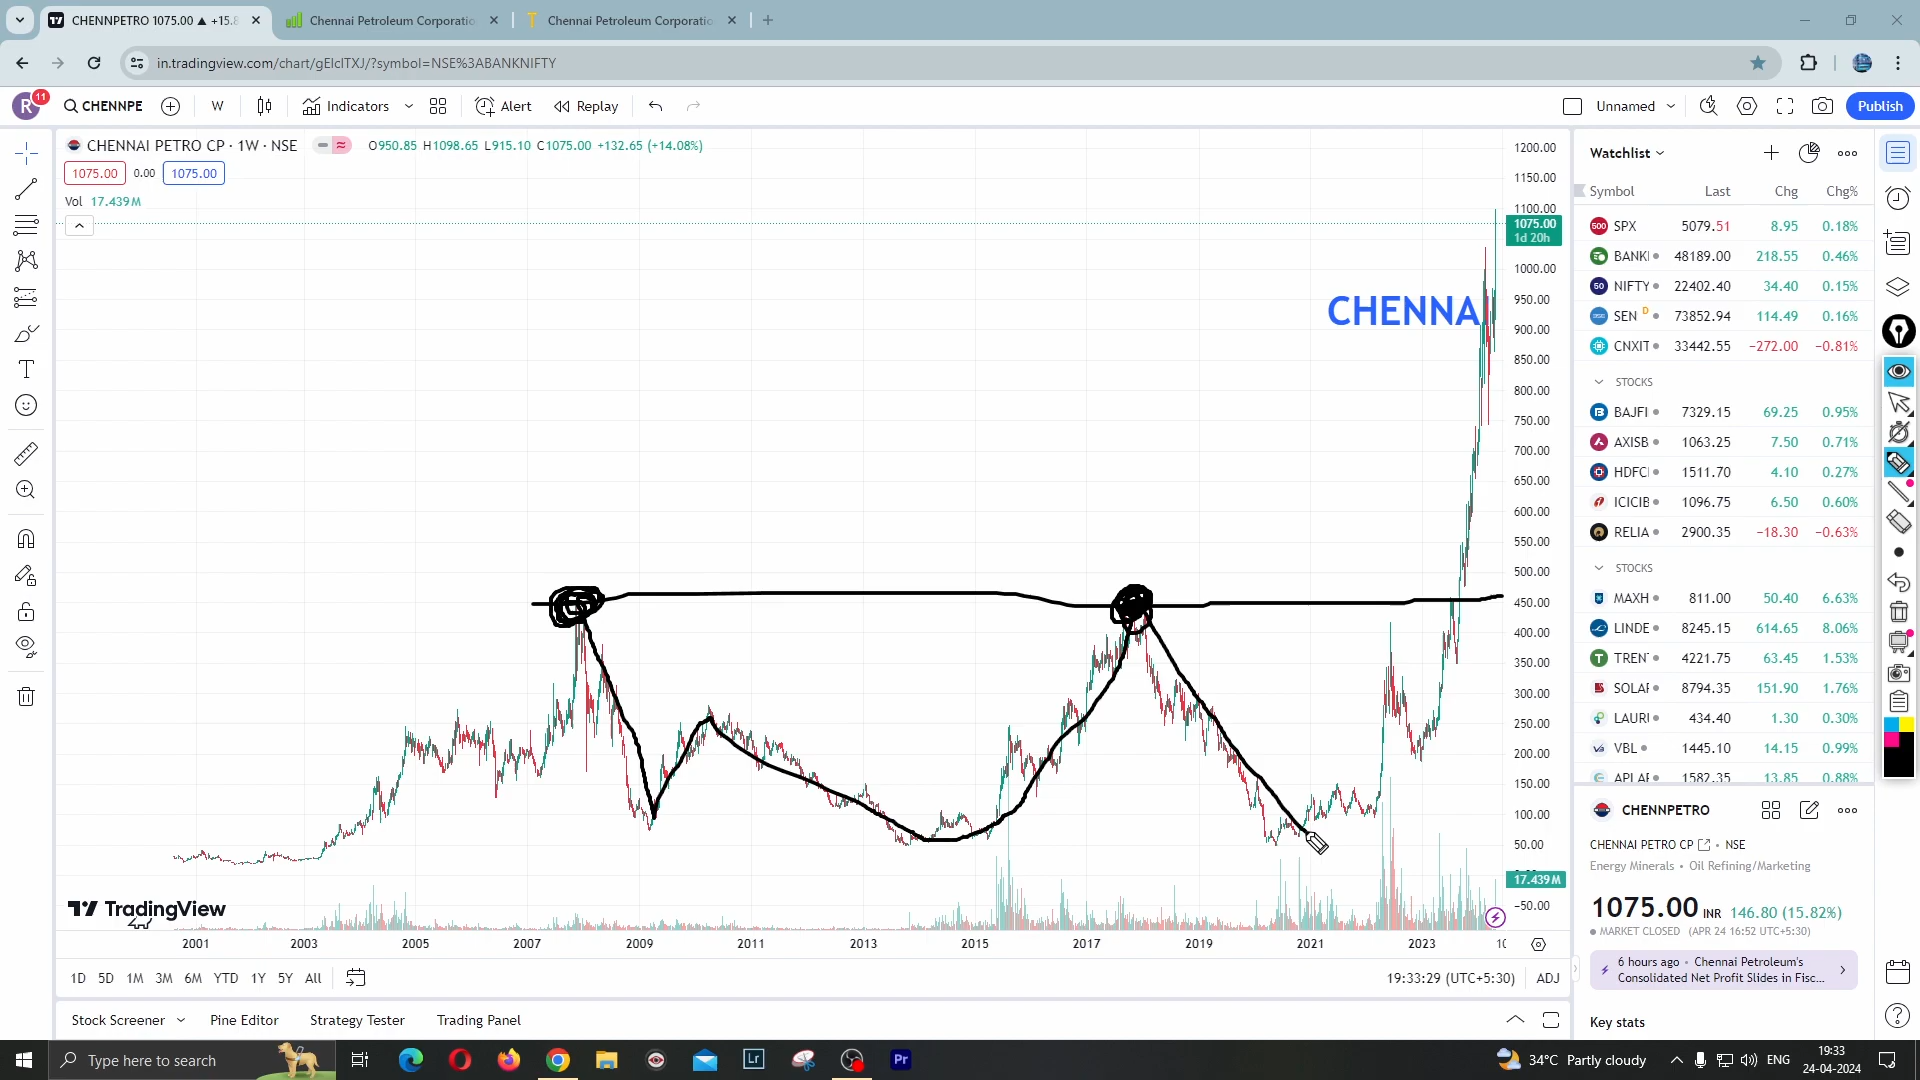 CHENNPETRO 1075.00 ▲ +15.8
Chennai Petroleum Corporatio
Chennai Petroleum Corporatio
in.tradingview.com/chart/gEIclTXJ/?symbol=NSE%3ABANKNIFTY
R 11 CHENNPE W Indicators Alert Replay Unnamed Publish
CHENNAI PETRO CP · 1W · NSE O950.85 H1098.65 L915.10 C1075.00 +132.65 (+14.08%)
1075.00 0.00 1075.00
Vol 17.439M
CHENNA
1200.00
1150.00
1100.00
1075.00
1d 20h
1000.00
950.00
900.00
850.00
800.00
750.00
700.00
650.00
600.00
550.00
500.00
450.00
400.00
350.00
300.00
250.00
200.00
150.00
100.00
50.00
17.439M
−50.00
TradingView
2001 2003 2005 2007 2009 2011 2013 2015 2017 2019 2021 2023
1D 5D 1M 3M 6M YTD 1Y 5Y All 19:33:29 (UTC+5:30) ADJ
Stock Screener Pine Editor Strategy Tester Trading Panel
Watchlist
Symbol Last Chg Chg%
500 SPX 5079.51 8.95 0.18%
BANKI 48189.00 218.55 0.46%
50 NIFTY 22402.40 34.40 0.15%
SEN D 73852.94 114.49 0.16%
CNXIT 33442.55 −272.00 −0.81%
STOCKS
BAJFI 7329.15 69.25 0.95%
AXISB 1063.25 7.50 0.71%
HDFC 1511.70 4.10 0.27%
ICICIB 1096.75 6.50 0.60%
RELIA 2900.35 −18.30 −0.63%
STOCKS
MAXH 811.00 50.40 6.63%
LINDE 8245.15 614.65 8.06%
TREN 4221.75 63.45 1.53%
SOLAF 8794.35 151.90 1.76%
LAURI 434.40 1.30 0.30%
VBL 1445.10 14.15 0.99%
APLAF 1582.35 13.85 0.88%
CHENNPETRO
CHENNAI PETRO CP • NSE
Energy Minerals • Oil Refining/Marketing
1075.00 INR 146.80 (15.82%)
MARKET CLOSED (APR 24 16:52 UTC+5:30)
6 hours ago • Chennai Petroleum's
Consolidated Net Profit Slides in Fisc...
Key stats
Type here to search
Lr
Pr
34°C Partly cloudy
ENG
19:33
24-04-2024